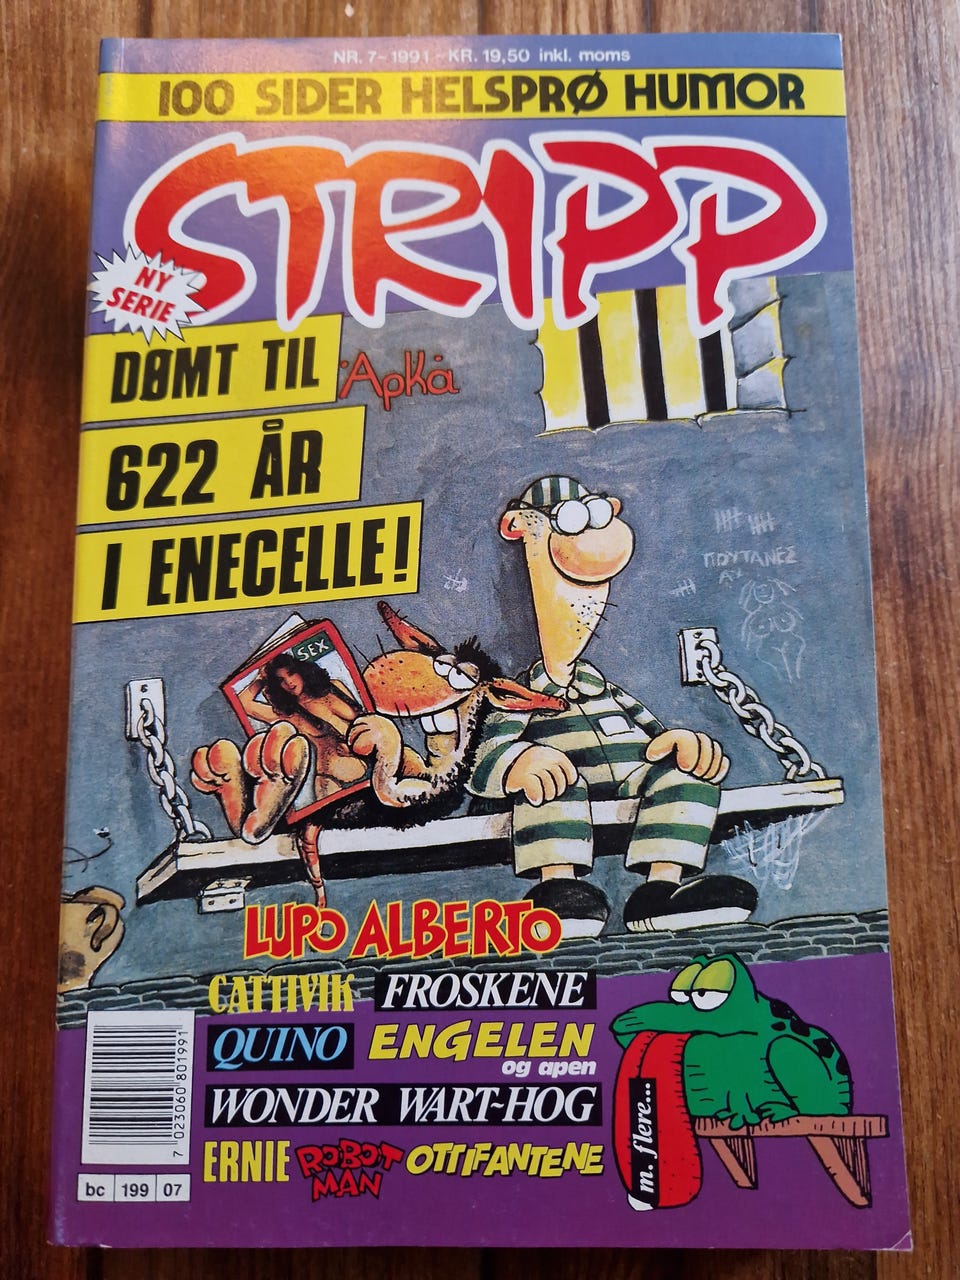 NR. 7-1991-KR. 19,50 inkl. moms
100 SIDER HELSPRØ HUMOR
STRIPP
NY
SERIE
DØMT TIL
622 ÅR
I ENECELLE!
Αρκά
ΠΟΥΤΑΝΕΣ
SEX
LUPO ALBERTO
CATTIVIK FROSKENE
QUINO ENGELEN
og apen
WONDER WART-HOG
ERNIE ROBOT MAN OTTIFANTENE
m. flere...
7 023060 801991
bc 199 07